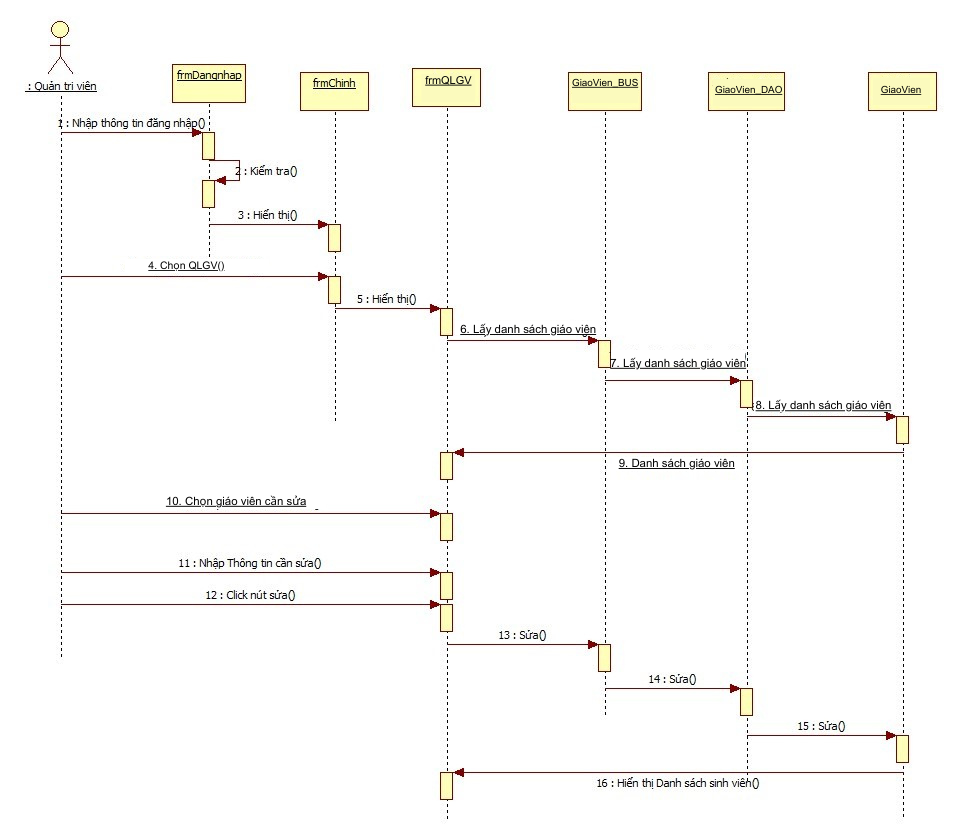 : Quản trị viên
frmDangnhap
frmChinh
frmQLGV
GiaoVien_BUS
GiaoVien_DAO
GiaoVien
1 : Nhập thông tin đăng nhập()
2 : Kiểm tra()
3 : Hiển thị()
4. Chọn QLGV()
5 : Hiển thị()
6. Lấy danh sách giáo viên
7. Lấy danh sách giáo viên
8. Lấy danh sách giáo viên
9. Danh sách giáo viên
10. Chọn giáo viên cần sửa
11 : Nhập Thông tin cần sửa()
12 : Click nút sửa()
13 : Sửa()
14 : Sửa()
15 : Sửa()
16 : Hiển thị Danh sách sinh viên()